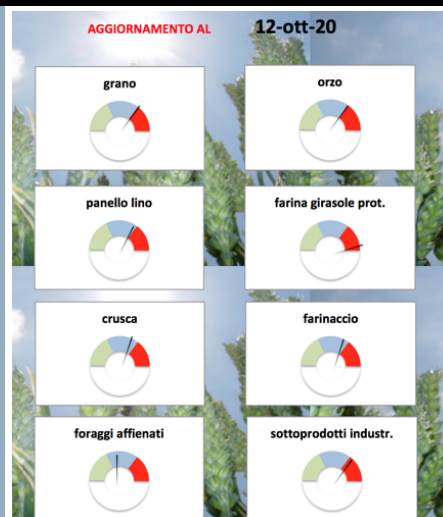 AGGIORNAMENTO AL 12-ott-20
grano
orzo
panello lino
farina girasole prot.
crusca
farinaccio
foraggi affienati
sottoprodotti industr.